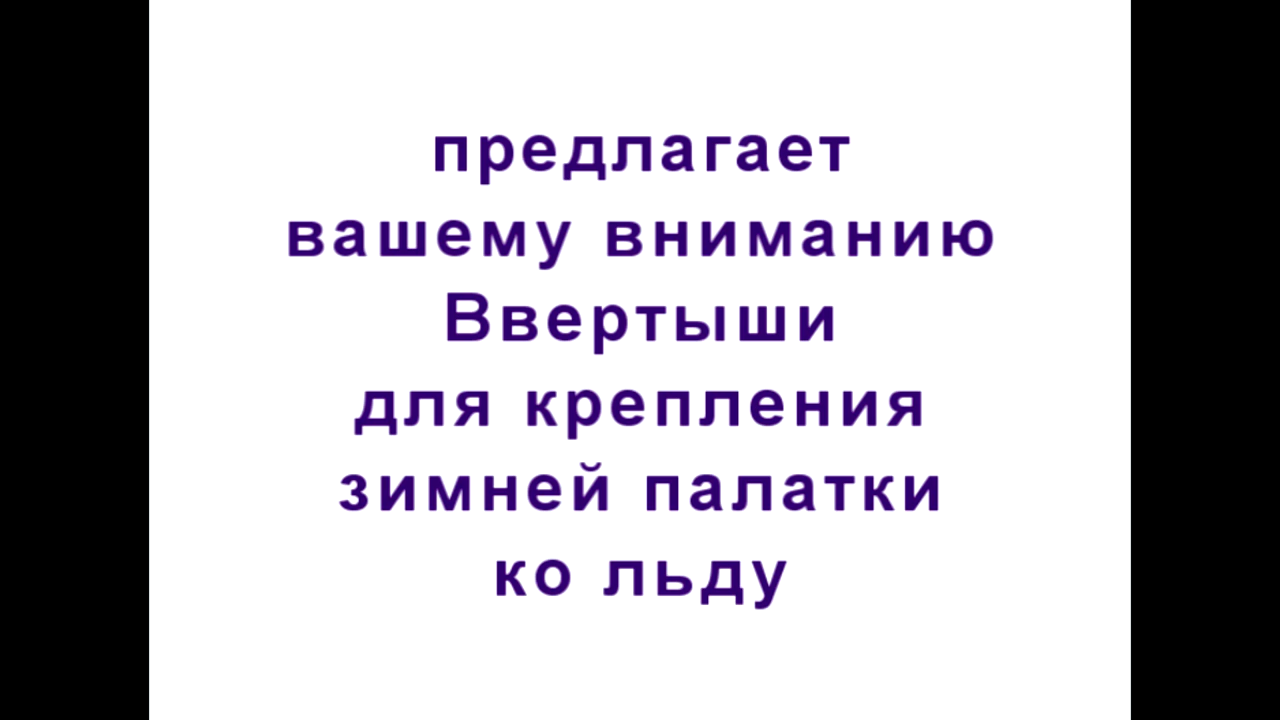 предлагает
вашему вниманию
Ввертыши
для крепления
зимней палатки
ко льду